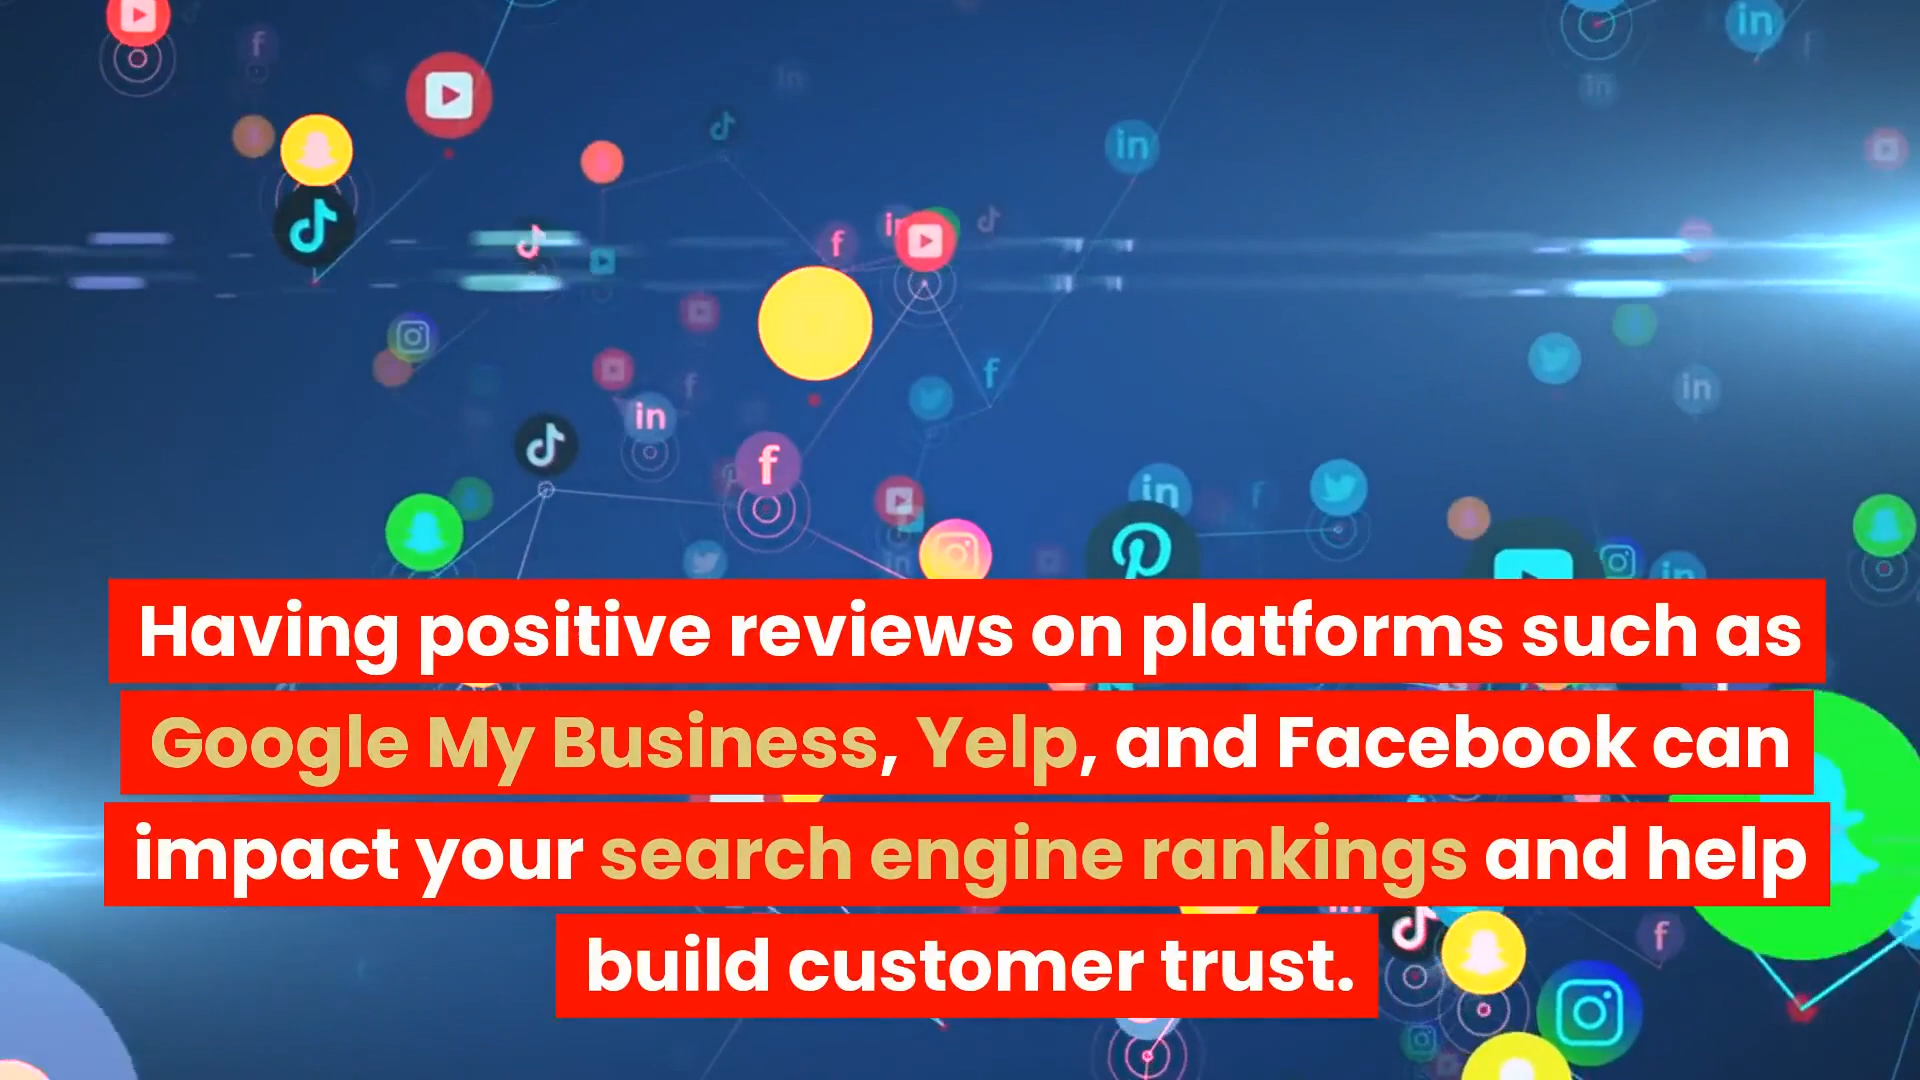 Having positive reviews on platforms such as
Google My Business, Yelp, and Facebook can
impact your search engine rankings and help
build customer trust.